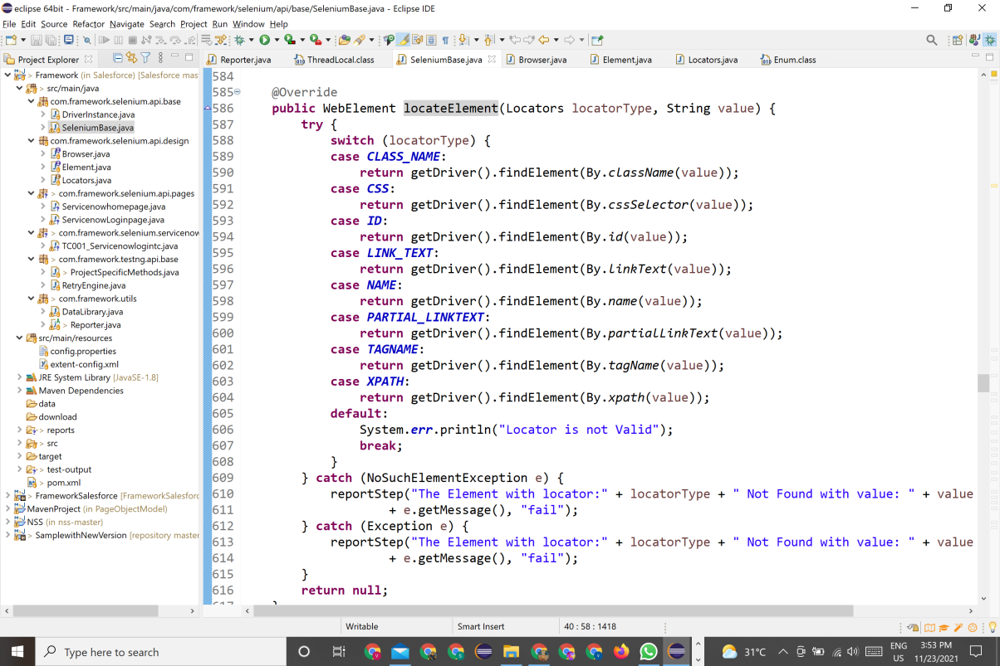 eclipse 64bit - Framework/src/main/java/com/framework/selenium/api/base/SeleniumBase.java - Eclipse IDE
File Edit Source Refactor Navigate Search Project Run Window Help
Project Explorer
Reporter.java ThreadLocal.class SeleniumBase.java Browser.java Element.java Locators.java Enum.class
> Framework (in Salesforce) [Salesforce mas
> src/main/java
com.framework.selenium.api.base
DriverInstance.java
SeleniumBase.java
com.framework.selenium.api.design
Browser.java
Element.java
Locators.java
> com.framework.selenium.api.pages
Servicenowhomepage.java
ServicenowLoginpage.java
> com.framework.selenium.servicenow
TC001_Servicenowlogintc.java
> com.framework.testng.api.base
> ProjectSpecificMethods.java
RetryEngine.java
> com.framework.utils
DataLibrary.java
> Reporter.java
src/main/resources
config.properties
extent-config.xml
JRE System Library [JavaSE-1.8]
Maven Dependencies
data
download
> reports
> src
target
> test-output
> pom.xml
> FrameworkSalesforce [FrameworkSalesforc
MavenProject (in PageObjectModel)
NSS (in nss-master)
> SamplewithNewVersion [repository master
584
585 @Override
586 public WebElement locateElement(Locators locatorType, String value) {
587 try {
588 switch (locatorType) {
589 case CLASS_NAME:
590 return getDriver().findElement(By.className(value));
591 case CSS:
592 return getDriver().findElement(By.cssSelector(value));
593 case ID:
594 return getDriver().findElement(By.id(value));
595 case LINK_TEXT:
596 return getDriver().findElement(By.linkText(value));
597 case NAME:
598 return getDriver().findElement(By.name(value));
599 case PARTIAL_LINKTEXT:
600 return getDriver().findElement(By.partialLinkText(value));
601 case TAGNAME:
602 return getDriver().findElement(By.tagName(value));
603 case XPATH:
604 return getDriver().findElement(By.xpath(value));
605 default:
606 System.err.println("Locator is not Valid");
607 break;
608 }
609 } catch (NoSuchElementException e) {
610 reportStep("The Element with locator:" + locatorType + " Not Found with value: " + value
611 + e.getMessage(), "fail");
612 } catch (Exception e) {
613 reportStep("The Element with locator:" + locatorType + " Not Found with value: " + value
614 + e.getMessage(), "fail");
615 }
616 return null;
617 }
Writable Smart Insert 40 : 58 : 1418
Type here to search
31°C
ENG
US
3:53 PM
11/23/2021